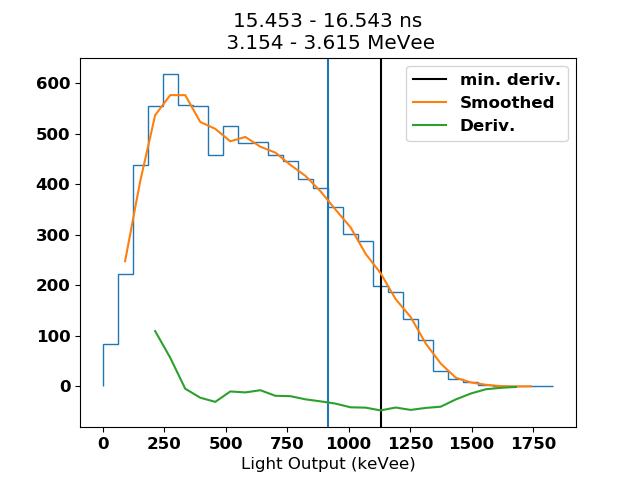 15.453 - 16.543 ns
3.154 - 3.615 MeVee
min. deriv.
Smoothed
Deriv.
600
500
400
300
200
100
0
0 250 500 750 1000 1250 1500 1750
Light Output (keVee)